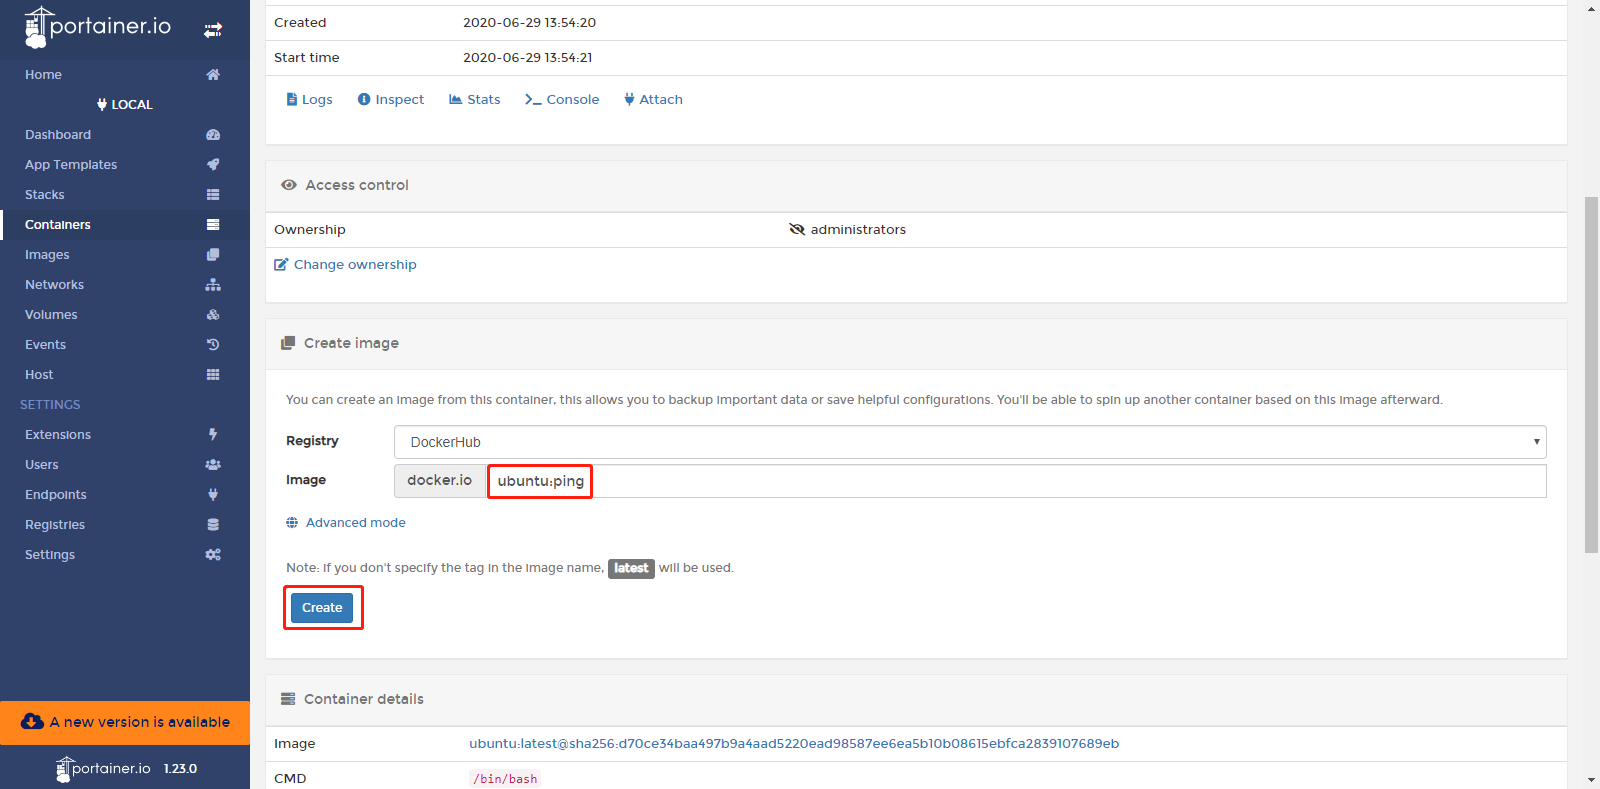 portainer.io
Home
LOCAL
Dashboard
App Templates
Stacks
Containers
Images
Networks
Volumes
Events
Host
SETTINGS
Extensions
Users
Endpoints
Registries
Settings
A new version is available
portainer.io 1.23.0
Created 2020-06-29 13:54:20
Start time 2020-06-29 13:54:21
Logs Inspect Stats Console Attach
Access control
Ownership administrators
Change ownership
Create image
You can create an image from this container, this allows you to backup important data or save helpful configurations. You'll be able to spin up another container based on this image afterward.
Registry DockerHub
Image docker.io ubuntu:ping
Advanced mode
Note: if you don't specify the tag in the image name, latest will be used.
Create
Container details
Image ubuntu:latest@sha256:d70ce34baa497b9a4aad5220ead98587ee6ea5b10b08615ebfca2839107689eb
CMD /bin/bash